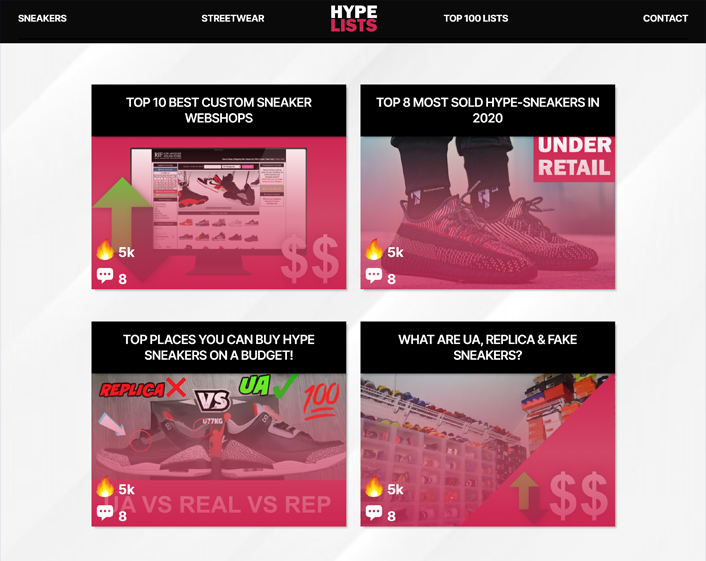 SNEAKERS
STREETWEAR
HYPE
LISTS
TOP 100 LISTS
CONTACT
TOP 10 BEST CUSTOM SNEAKER
WEBSHOPS
$$
5k
8
TOP 8 MOST SOLD HYPE-SNEAKERS IN
2020
UNDER
RETAIL
5k
8
TOP PLACES YOU CAN BUY HYPE
SNEAKERS ON A BUDGET!
REPLICA
VS
UA
100
5k
UA VS REAL VS REP
8
WHAT ARE UA, REPLICA & FAKE
SNEAKERS?
$$
5k
8